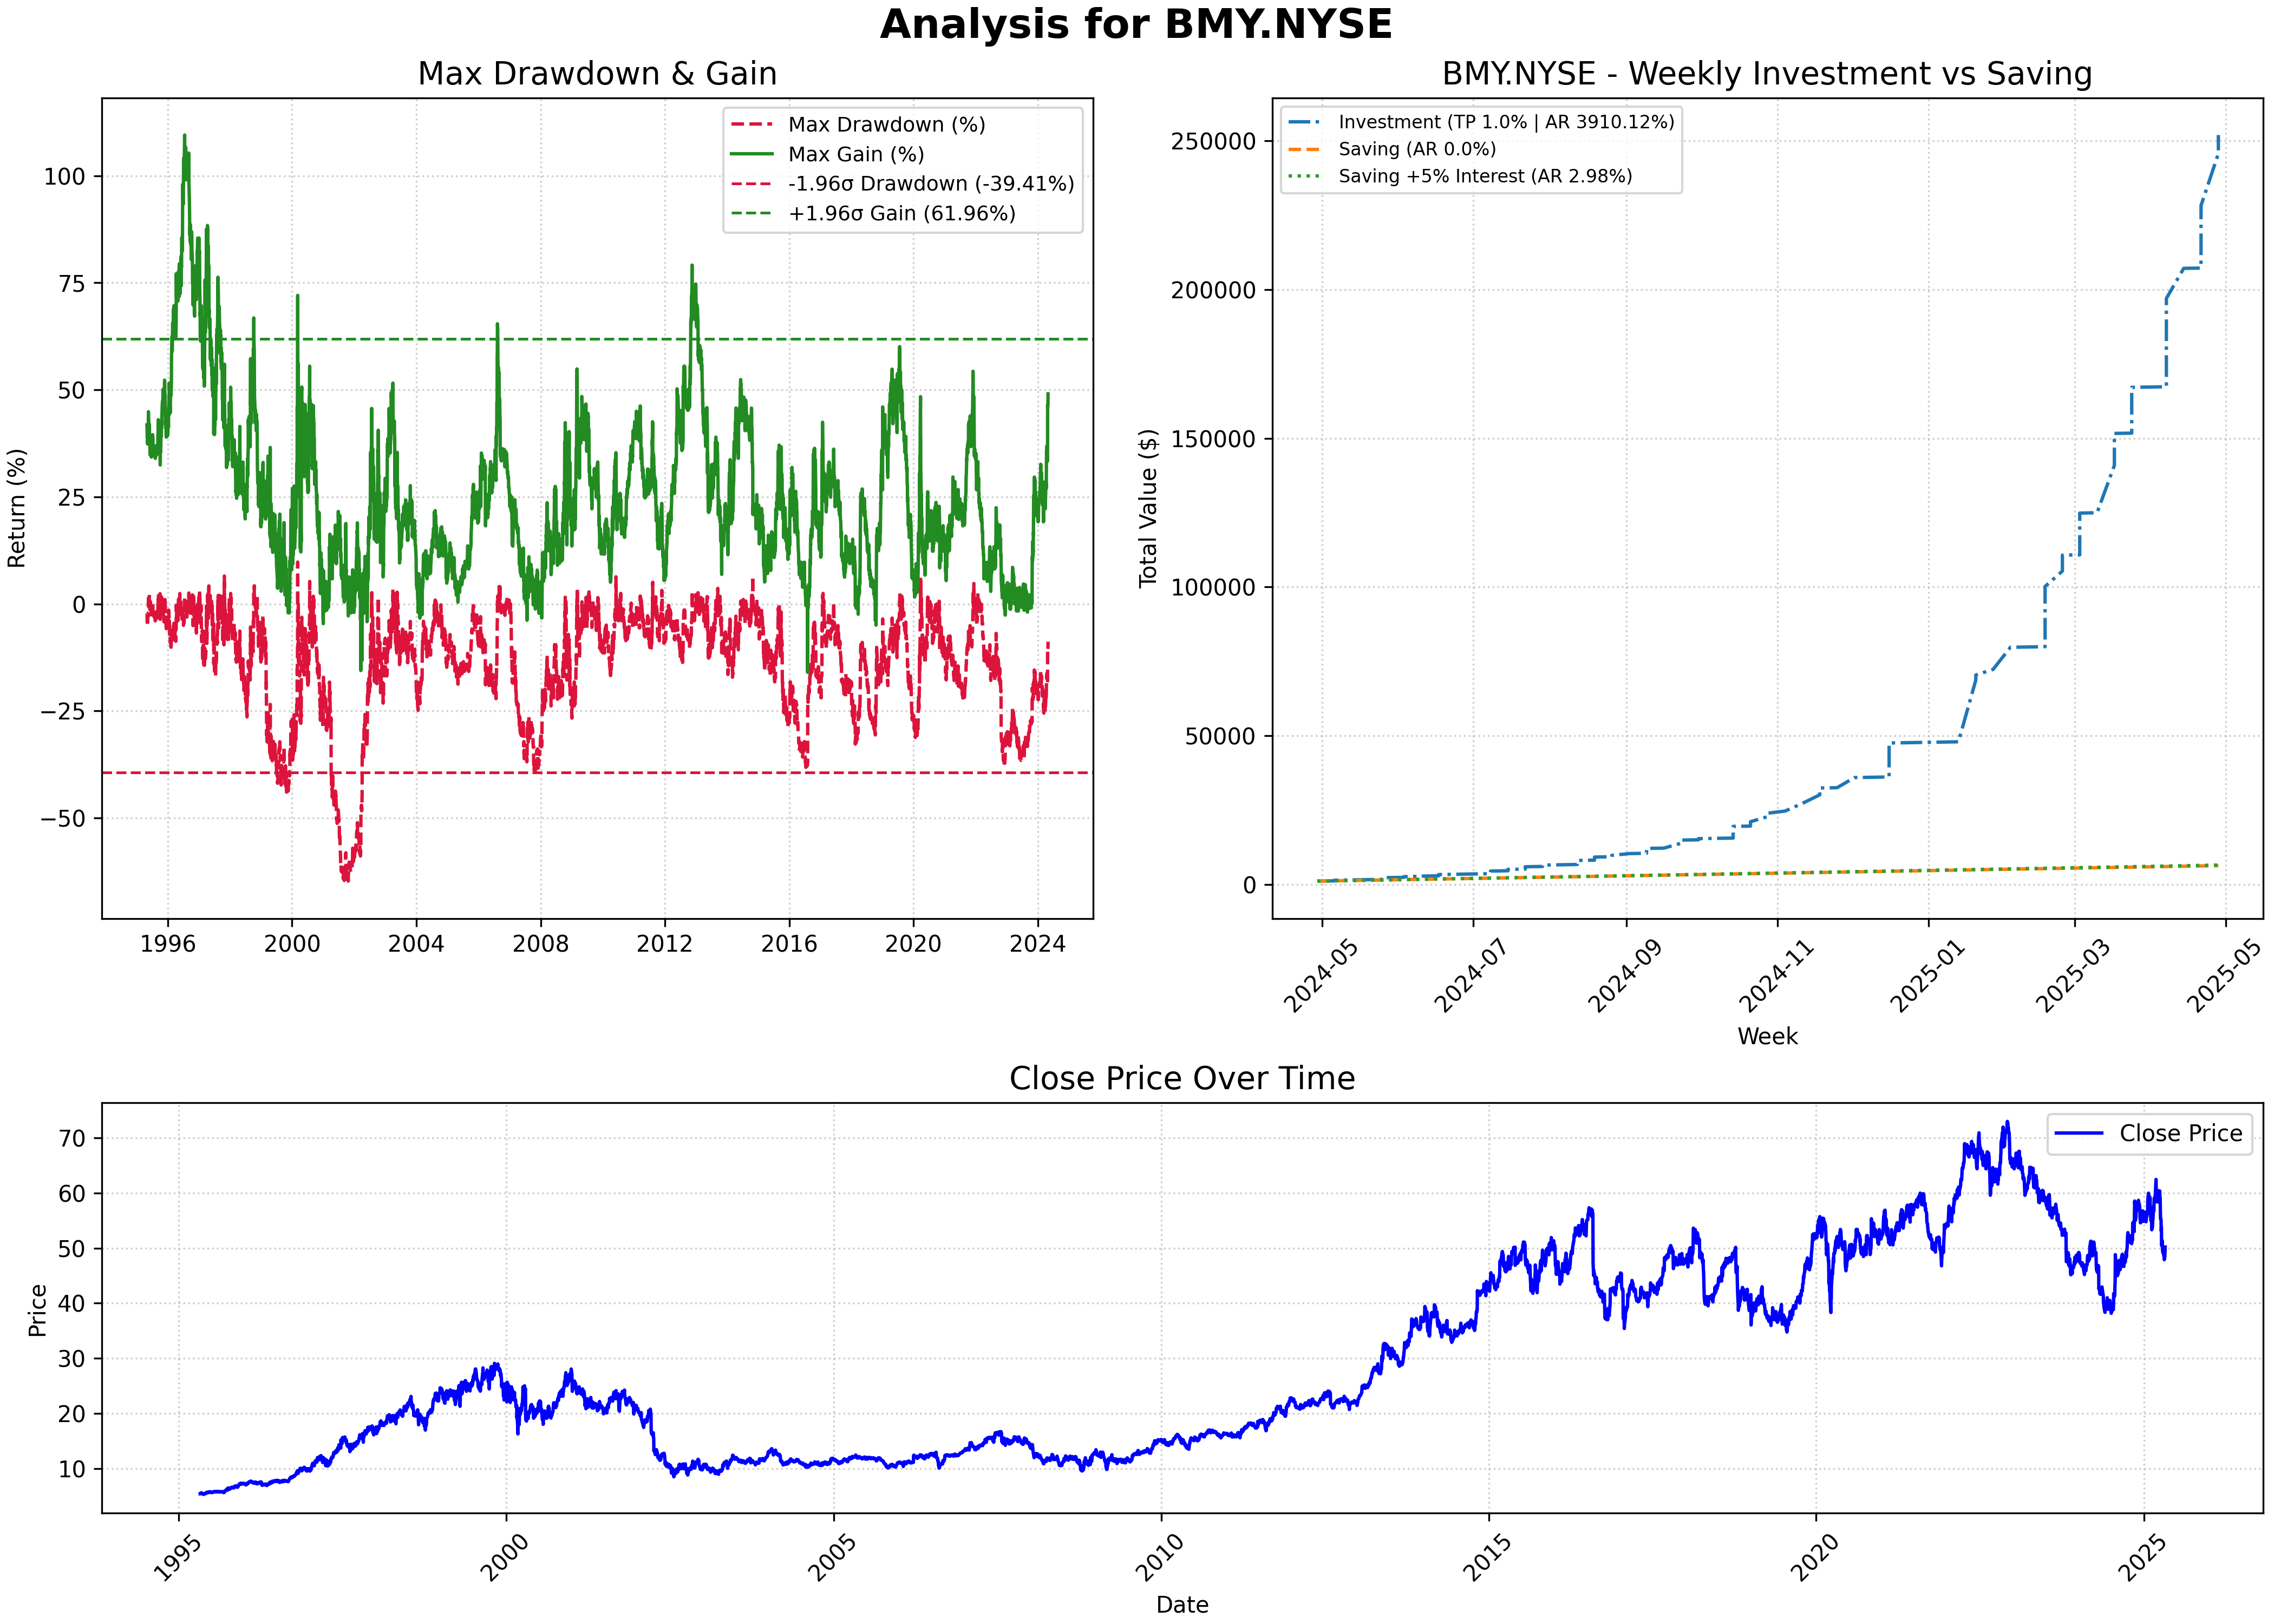 Analysis for BMY.NYSE
Max Drawdown & Gain
Return (%)
100
75
50
25
0
−25
−50
1996 2000 2004 2008 2012 2016 2020 2024
Max Drawdown (%)
Max Gain (%)
-1.96σ Drawdown (-39.41%)
+1.96σ Gain (61.96%)
BMY.NYSE - Weekly Investment vs Saving
Total Value ($)
250000
200000
150000
100000
50000
0
2024-05 2024-07 2024-09 2024-11 2025-01 2025-03 2025-05
Week
Investment (TP 1.0% | AR 3910.12%)
Saving (AR 0.0%)
Saving +5% Interest (AR 2.98%)
Close Price Over Time
Price
70
60
50
40
30
20
10
1995 2000 2005 2010 2015 2020 2025
Date
Close Price